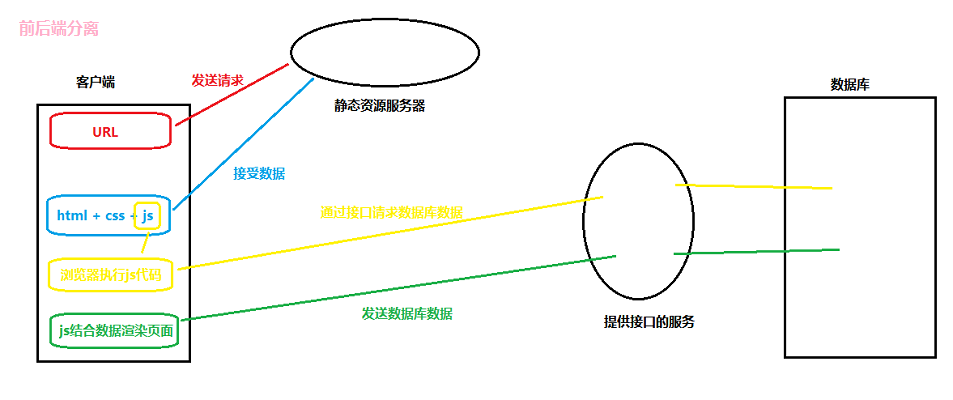 前后端分离
客户端
发送请求
静态资源服务器
数据库
URL
接受数据
html + css + js
通过接口请求数据库数据
浏览器执行js代码
发送数据库数据
提供接口的服务
js结合数据渲染页面